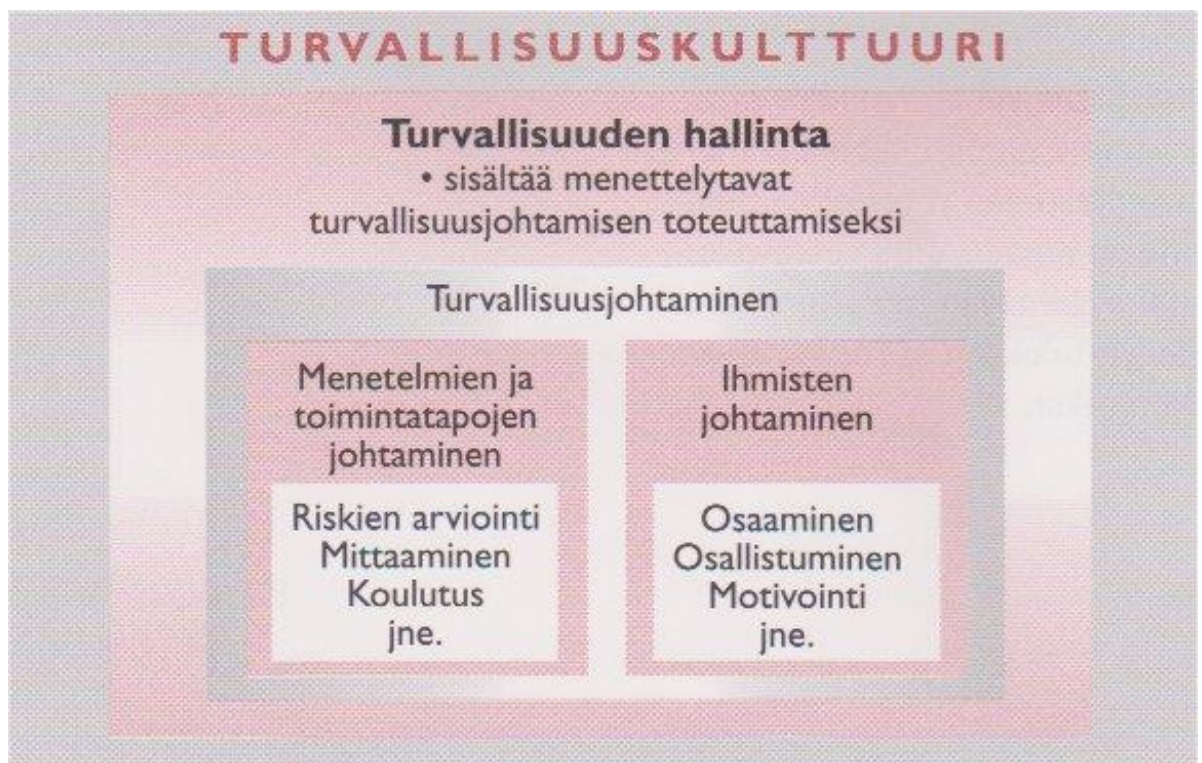 TURVALLISUUSKULTTUURI
Turvallisuuden hallinta
• sisältää menettelytavat
turvallisuusjohtamisen toteuttamiseksi
Turvallisuusjohtaminen
Menetelmien ja
toimintatapojen
johtaminen
Riskien arviointi
Mittaaminen
Koulutus
jne.
Ihmisten
johtaminen
Osaaminen
Osallistuminen
Motivointi
jne.